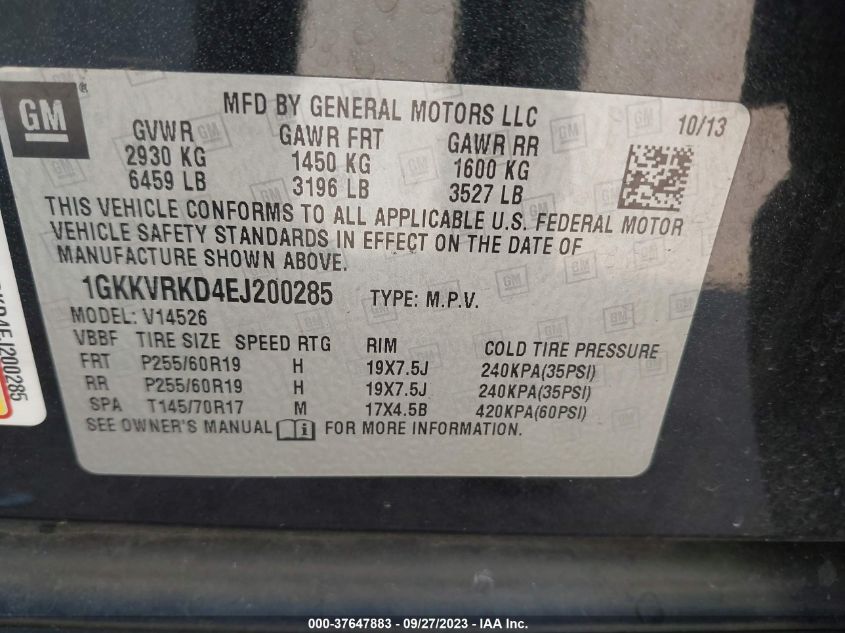 GM
MFD BY GENERAL MOTORS LLC
10/13
GVWR GAWR FRT GAWR RR
2930 KG 1450 KG 1600 KG
6459 LB 3196 LB 3527 LB
THIS VEHICLE CONFORMS TO ALL APPLICABLE U.S. FEDERAL MOTOR
VEHICLE SAFETY STANDARDS IN EFFECT ON THE DATE OF
MANUFACTURE SHOWN ABOVE.
1GKKVRKD4EJ200285 TYPE: M.P.V.
MODEL: V14526
VBBF TIRE SIZE SPEED RTG RIM COLD TIRE PRESSURE
FRT P255/60R19 H 19X7.5J 240KPA(35PSI)
RR P255/60R19 H 19X7.5J 240KPA(35PSI)
SPA T145/70R17 M 17X4.5B 420KPA(60PSI)
SEE OWNER'S MANUAL i FOR MORE INFORMATION.
000-37647883 - 09/27/2023 - IAA Inc.